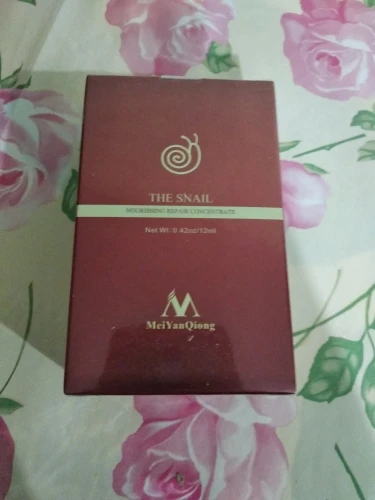 THE SNAIL
NOURISHING REPAIR CONCENTRATE
Net Wt: 0.42oz/12ml
MeiYanQiong